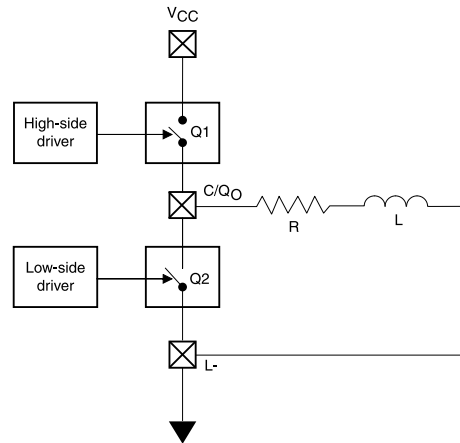 VCC
High-side
driver
Q1
C/QO
R
L
Low-side
driver
Q2
L-